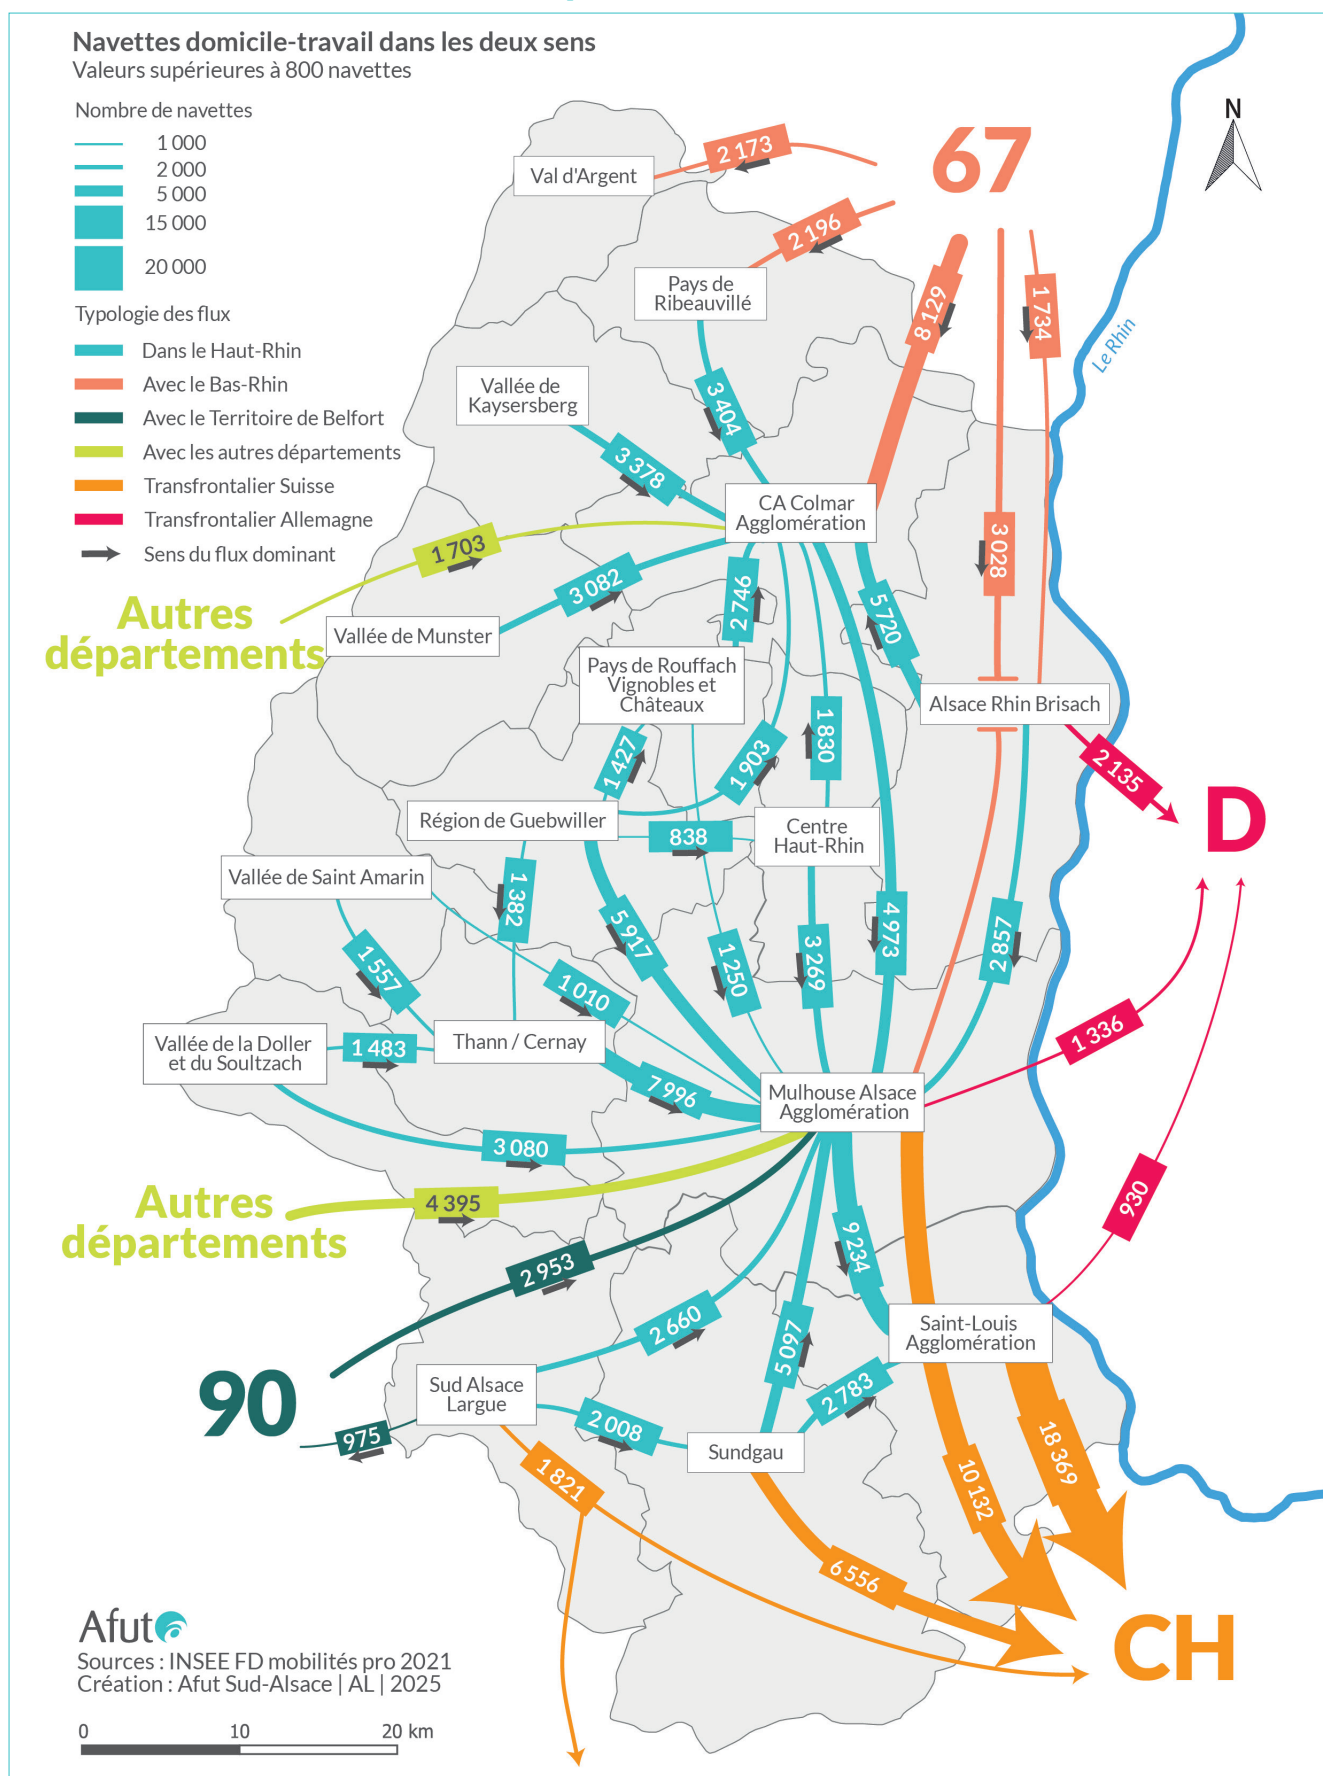 Navettes domicile-travail dans les deux sens
Valeurs supérieures à 800 navettes
Nombre de navettes
1 000
2 000
5 000
15 000
20 000
Typologie des flux
Dans le Haut-Rhin
Avec le Bas-Rhin
Avec le Territoire de Belfort
Avec les autres départements
Transfrontalier Suisse
Transfrontalier Allemagne
Sens du flux dominant
N
67
2 173
Val d'Argent
2 196
Pays de
Ribeauvillé
8 129
1 734
Le Rhin
Vallée de
Kaysersberg
3 404
3 378
CA Colmar
Agglomération
1 703
3 028
3 082
2 746
5 720
Autres
départements
Vallée de Munster
Pays de Rouffach
Vignobles et
Châteaux
Alsace Rhin Brisach
1 427
1 903
1 830
2 135
D
Région de Guebwiller
838
Centre
Haut-Rhin
Vallée de Saint Amarin
1 382
5 917
4 973
2 857
1 557
1 010
1 250
3 269
1 336
Vallée de la Doller
et du Soultzach
1 483
Thann / Cernay
7 996
Mulhouse Alsace
Agglomération
3 080
930
Autres
départements
4 395
2 953
9 234
2 660
5 097
Saint-Louis
Agglomération
90
Sud Alsace
Largue
2 783
975
2 008
Sundgau
1 821
10 132
18 369
6 556
CH
Afut
Sources : INSEE FD mobilités pro 2021
Création : Afut Sud-Alsace | AL | 2025
0 10 20 km